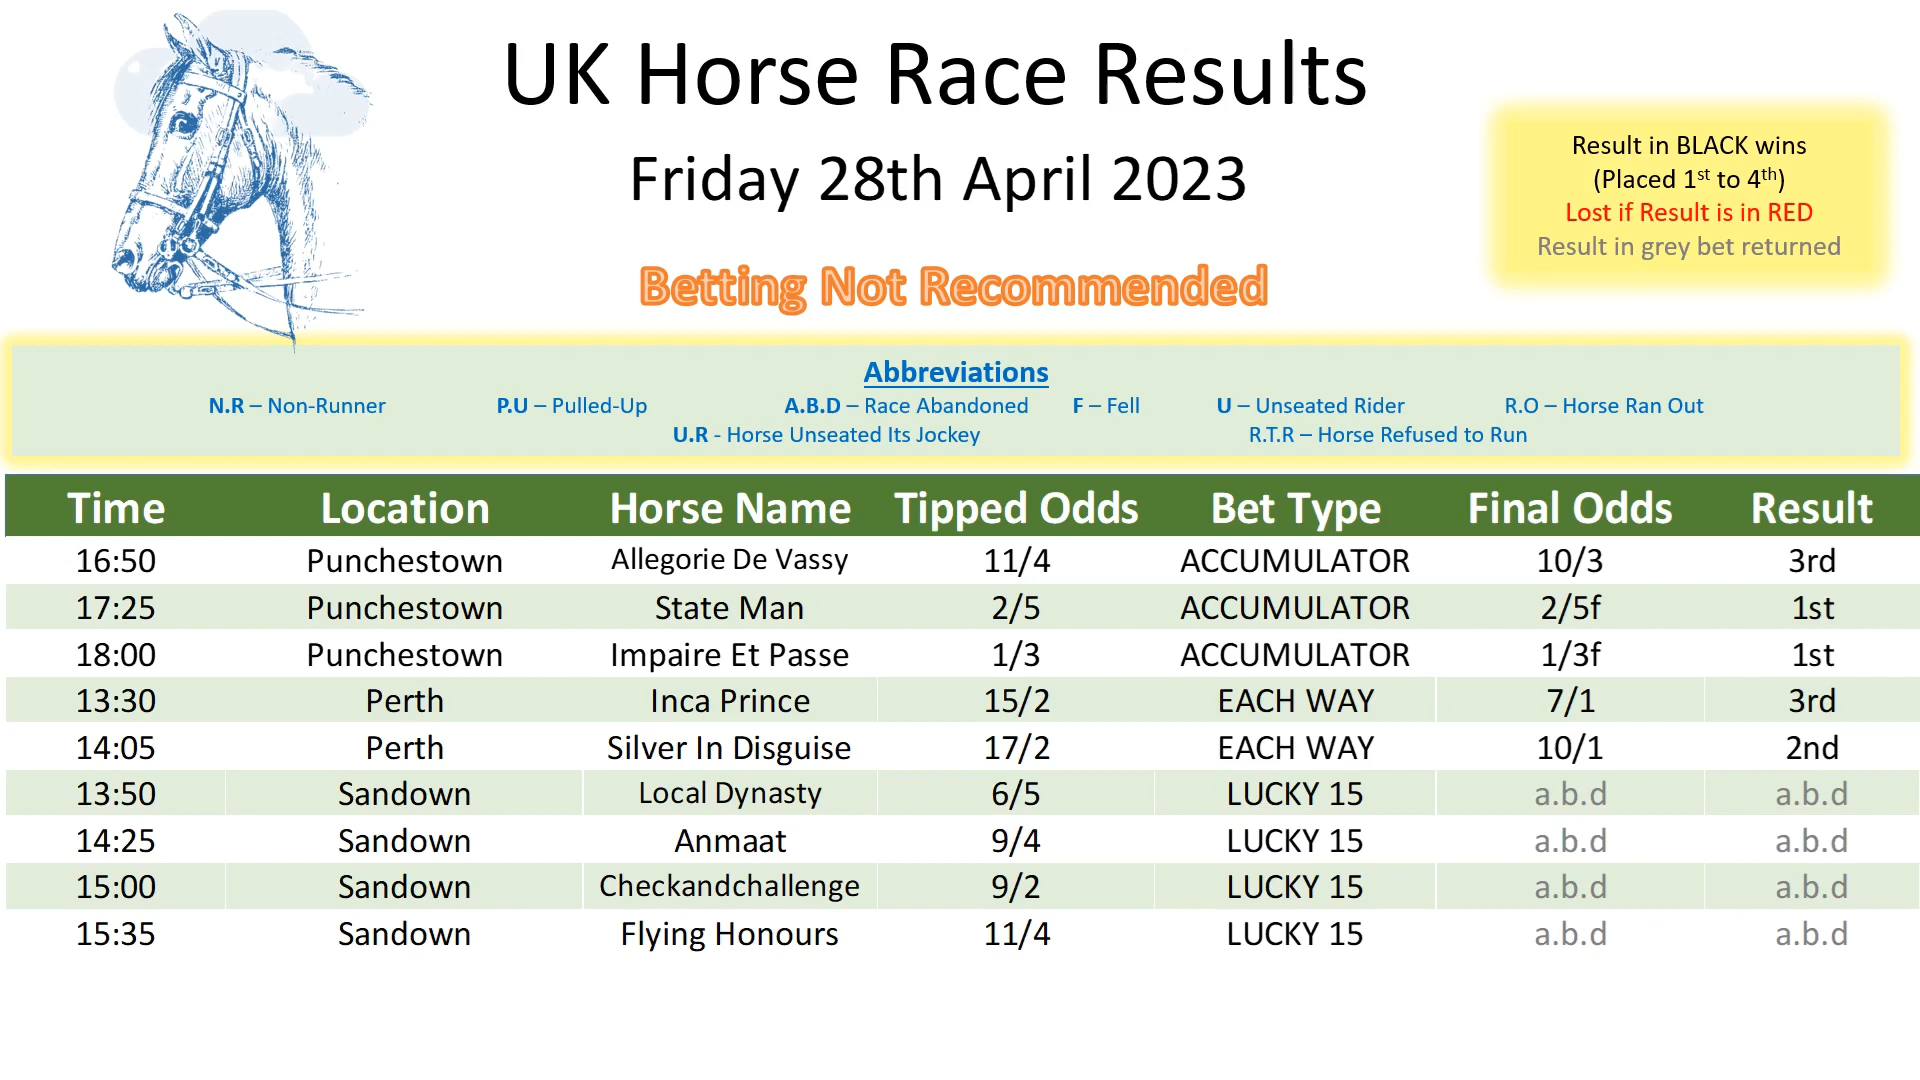 UK Horse Race Results
Friday 28th April 2023
Betting Not Recommended
Result in BLACK wins
(Placed 1st to 4th)
Lost if Result is in RED
Result in grey bet returned
Abbreviations
N.R – Non-Runner P.U – Pulled-Up A.B.D – Race Abandoned F – Fell U – Unseated Rider R.O – Horse Ran Out
U.R - Horse Unseated Its Jockey R.T.R – Horse Refused to Run
Time Location Horse Name Tipped Odds Bet Type Final Odds Result
16:50 Punchestown Allegorie De Vassy 11/4 ACCUMULATOR 10/3 3rd
17:25 Punchestown State Man 2/5 ACCUMULATOR 2/5f 1st
18:00 Punchestown Impaire Et Passe 1/3 ACCUMULATOR 1/3f 1st
13:30 Perth Inca Prince 15/2 EACH WAY 7/1 3rd
14:05 Perth Silver In Disguise 17/2 EACH WAY 10/1 2nd
13:50 Sandown Local Dynasty 6/5 LUCKY 15 a.b.d a.b.d
14:25 Sandown Anmaat 9/4 LUCKY 15 a.b.d a.b.d
15:00 Sandown Checkandchallenge 9/2 LUCKY 15 a.b.d a.b.d
15:35 Sandown Flying Honours 11/4 LUCKY 15 a.b.d a.b.d